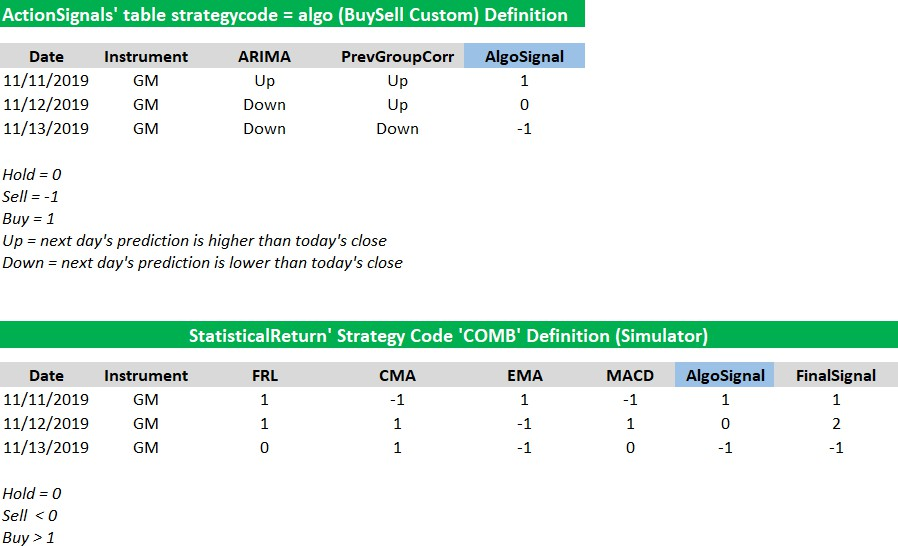 ActionSignals' table strategycode = algo (BuySell Custom) Definition
Date Instrument ARIMA PrevGroupCorr AlgoSignal
11/11/2019 GM Up Up 1
11/12/2019 GM Down Up 0
11/13/2019 GM Down Down -1
Hold = 0
Sell = -1
Buy = 1
Up = next day's prediction is higher than today's close
Down = next day's prediction is lower than today's close
StatisticalReturn' Strategy Code 'COMB' Definition (Simulator)
Date Instrument FRL CMA EMA MACD AlgoSignal FinalSignal
11/11/2019 GM 1 -1 1 -1 1 1
11/12/2019 GM 1 1 -1 1 0 2
11/13/2019 GM 0 1 -1 0 -1 -1
Hold = 0
Sell < 0
Buy > 1